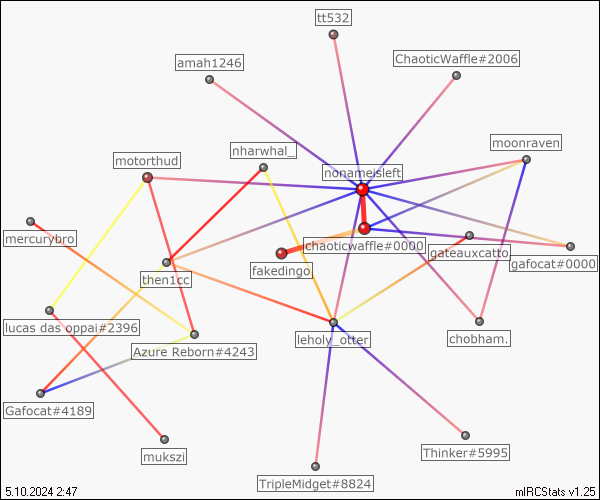 tt532
ChaoticWaffle#2006
amah1246
moonraven
nharwhal_
motorthud
nonameisleft
mercurybro
chaoticwaffle#0000
gateauxcatto
gafocat#0000
fakedingo
then1cc
lucas das oppai#2396
Azure Reborn#4243
leholy_otter
chobham.
Gafocat#4189
mukszi
Thinker#5995
TripleMidget#8824
5.10.2024 2:47
mIRCStats v1.25